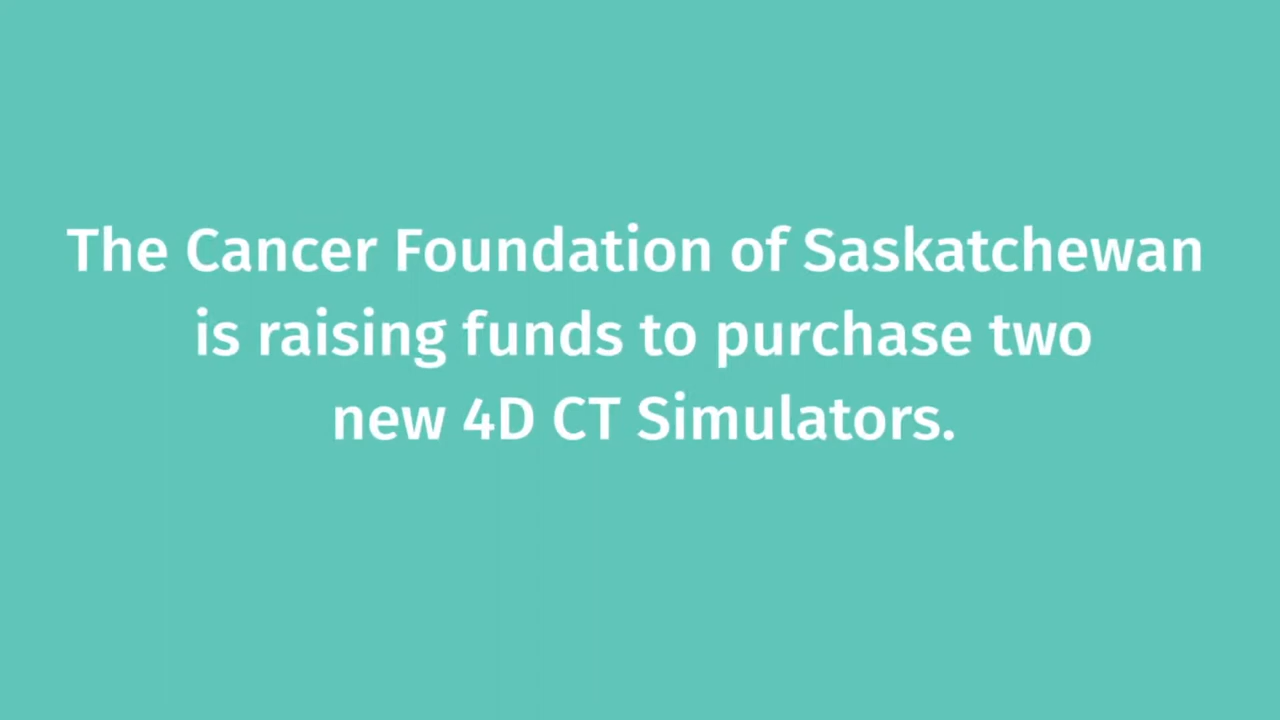 The Cancer Foundation of Saskatchewan
is raising funds to purchase two
new 4D CT Simulators.